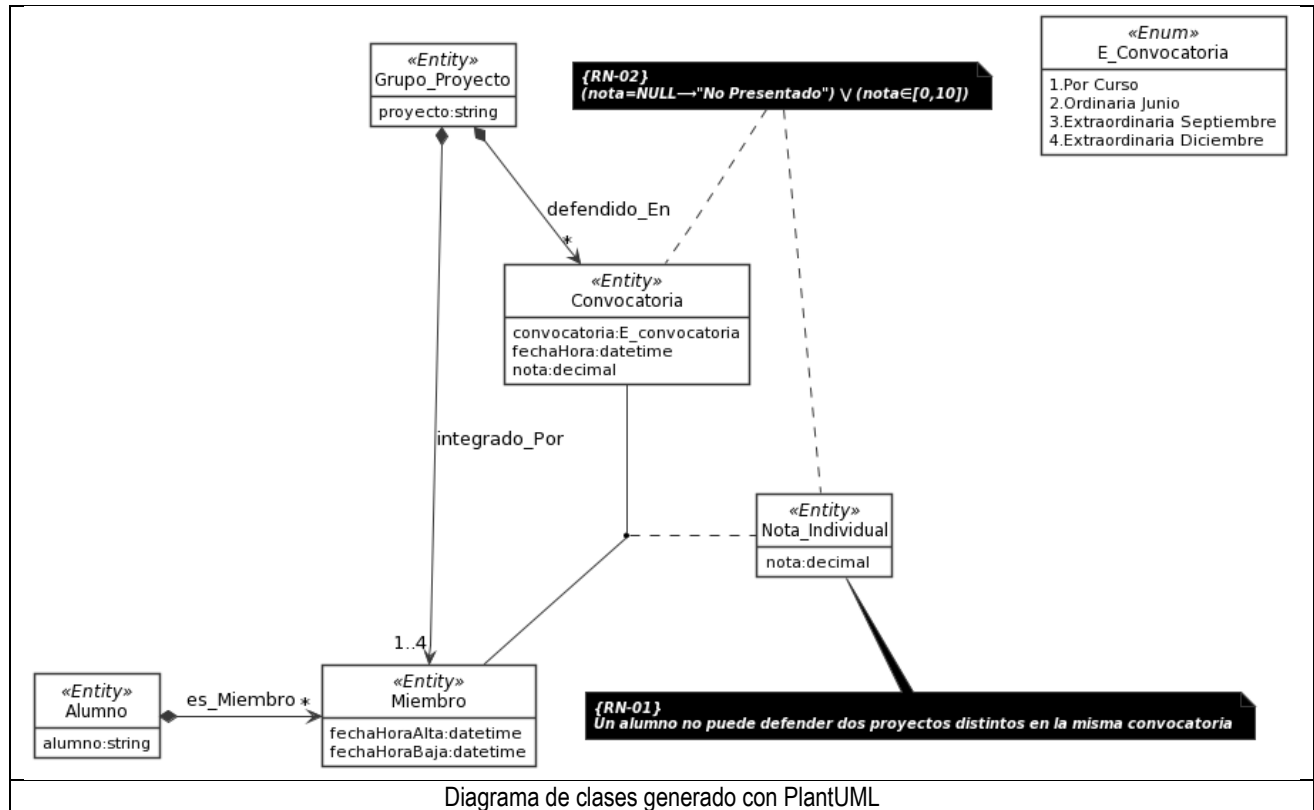 «Entity»
Grupo_Proyecto
proyecto:string
{RN-02}
(nota=NULL⟶"No Presentado") ⋁ (nota∈[0,10])
«Enum»
E_Convocatoria
1.Por Curso
2.Ordinaria Junio
3.Extraordinaria Septiembre
4.Extraordinaria Diciembre
defendido_En
*
«Entity»
Convocatoria
convocatoria:E_convocatoria
fechaHora:datetime
nota:decimal
integrado_Por
«Entity»
Nota_Individual
nota:decimal
1..4
«Entity»
Alumno
alumno:string
es_Miembro *
«Entity»
Miembro
fechaHoraAlta:datetime
fechaHoraBaja:datetime
{RN-01}
Un alumno no puede defender dos proyectos distintos en la misma convocatoria
Diagrama de clases generado con PlantUML